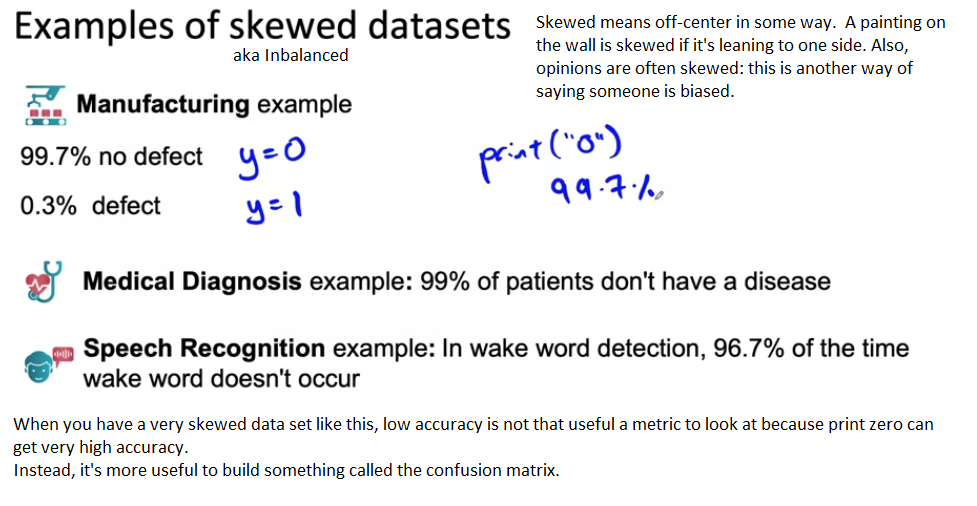 Examples of skewed datasets
aka Inbalanced
Skewed means off-center in some way.  A painting on
the wall is skewed if it's leaning to one side. Also,
opinions are often skewed: this is another way of
saying someone is biased.
Manufacturing example
99.7% no defect y=0
0.3%  defect y=1
print("0")
99.7%
Medical Diagnosis example: 99% of patients don't have a disease
Speech Recognition example: In wake word detection, 96.7% of the time
wake word doesn't occur
When you have a very skewed data set like this, low accuracy is not that useful a metric to look at because print zero can
get very high accuracy.
Instead, it's more useful to build something called the confusion matrix.